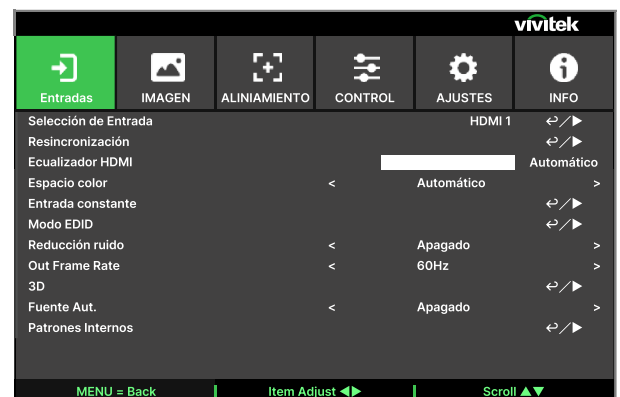 vivitek
Entradas IMAGEN ALINIAMIENTO CONTROL AJUSTES INFO
Selección de Entrada HDMI 1 ↩/▶
Resincronización ↩/▶
Ecualizador HDMI Automático
Espacio color < Automático >
Entrada constante ↩/▶
Modo EDID ↩/▶
Reducción ruido < Apagado >
Out Frame Rate < 60Hz >
3D ↩/▶
Fuente Aut. < Apagado >
Patrones Internos ↩/▶
MENU = Back Item Adjust ◀▶ Scroll ▲▼